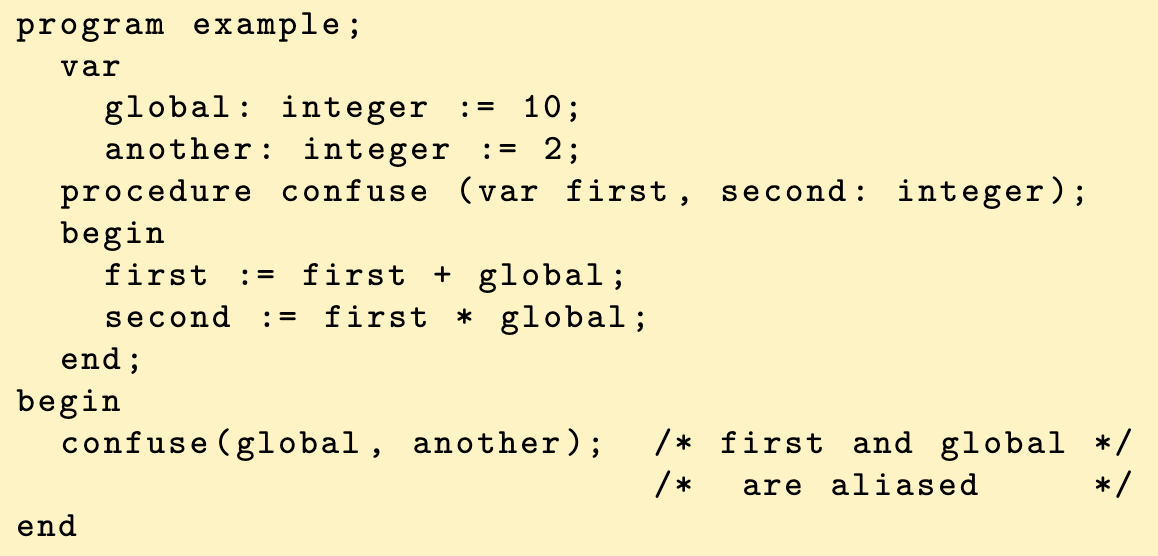 program example;
  var
    global: integer := 10;
    another: integer := 2;
  procedure confuse (var first, second: integer);
  begin
    first := first + global;
    second := first * global;
  end;
begin
  confuse(global, another);  /* first and global */
                             /*  are aliased     */
end